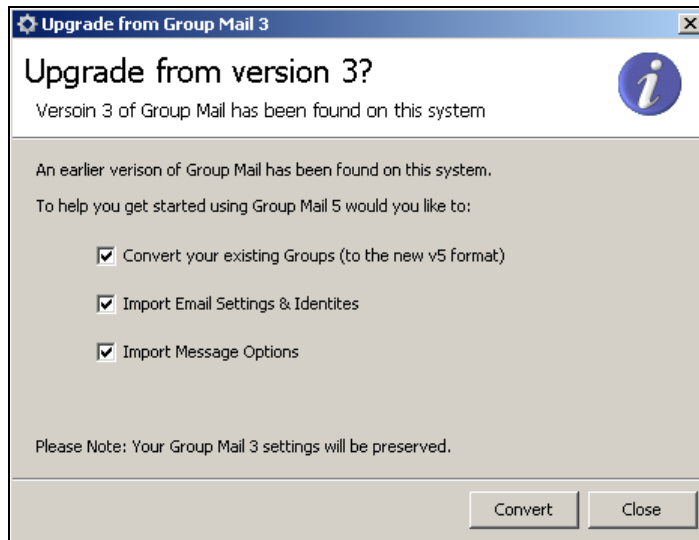 Upgrade from Group Mail 3
Upgrade from version 3?
Versoin 3 of Group Mail has been found on this system
An earlier verison of Group Mail has been found on this system.
To help you get started using Group Mail 5 would you like to:
Convert your existing Groups (to the new v5 format)
Import Email Settings & Identites
Import Message Options
Please Note: Your Group Mail 3 settings will be preserved.
Convert Close